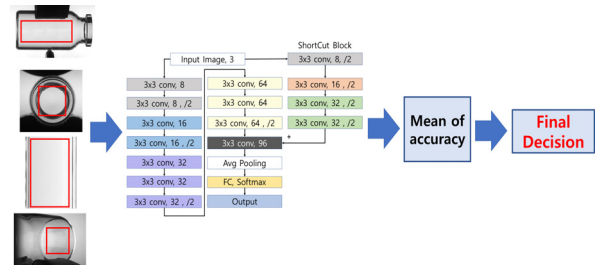 ShortCut Block
Input Image, 3
3x3 conv, 8, /2
3x3 conv, 8
3x3 conv, 64
3x3 conv, 16 , /2
3x3 conv, 8 , /2
3x3 conv, 64
3x3 conv, 32 ,/2
3x3 conv, 16
3x3 conv, 64 , /2
3x3 conv, 32 , /2
3x3 conv, 16 , /2
3x3 conv, 96
+
3x3 conv, 32
Avg Pooling
3x3 conv, 32
FC, Softmax
3x3 conv, 32 , /2
Output
Mean of
accuracy
Final
Decision